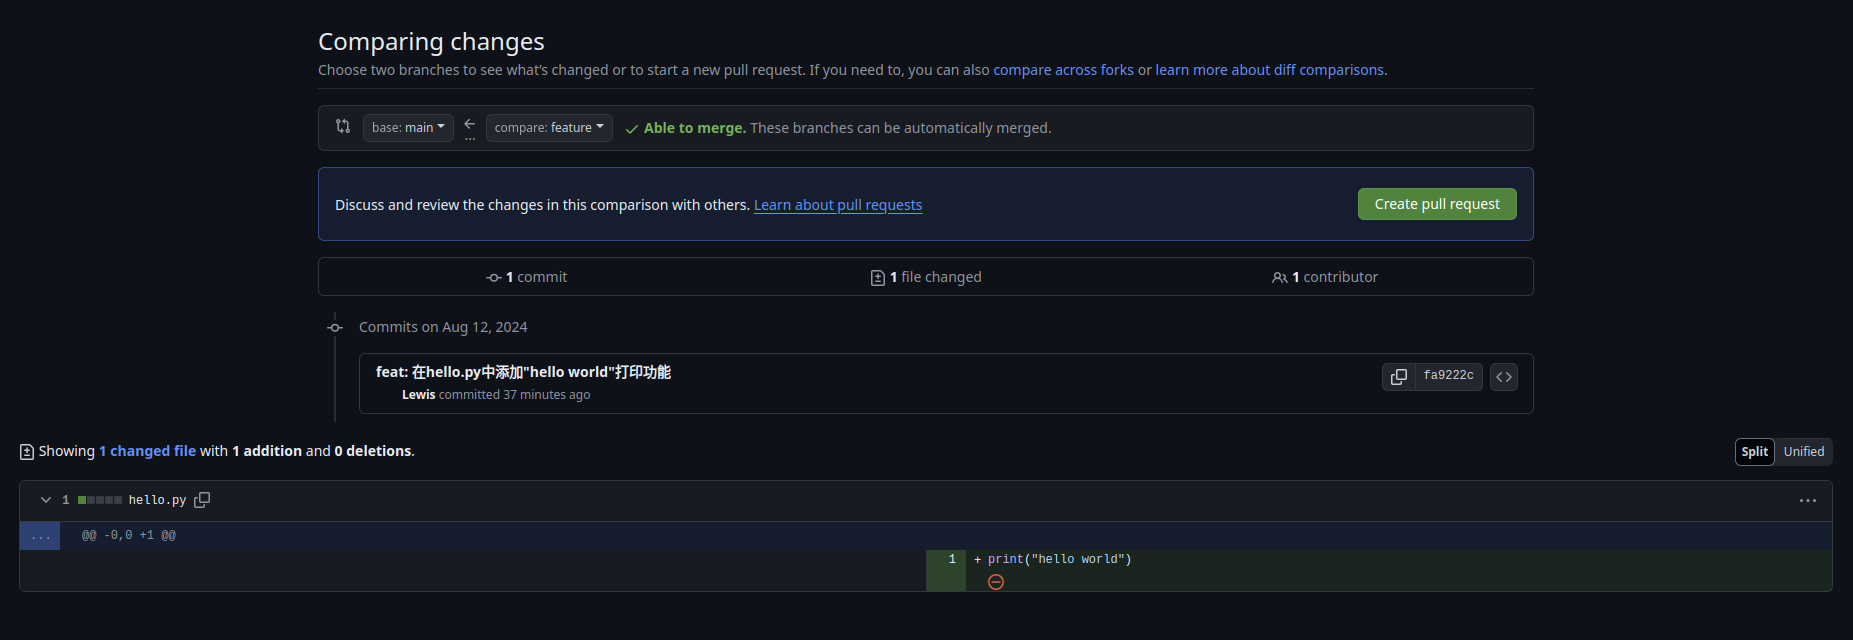 Comparing changes
Choose two branches to see what's changed or to start a new pull request. If you need to, you can also compare across forks or learn more about diff comparisons.
base: main
compare: feature
Able to merge. These branches can be automatically merged.
Discuss and review the changes in this comparison with others. Learn about pull requests
Create pull request
1 commit
1 file changed
1 contributor
Commits on Aug 12, 2024
feat: 在hello.py中添加"hello world"打印功能
fa9222c
Lewis committed 37 minutes ago
Showing 1 changed file with 1 addition and 0 deletions.
Split
Unified
1 hello.py
... @@ -0,0 +1 @@
1 + print("hello world")